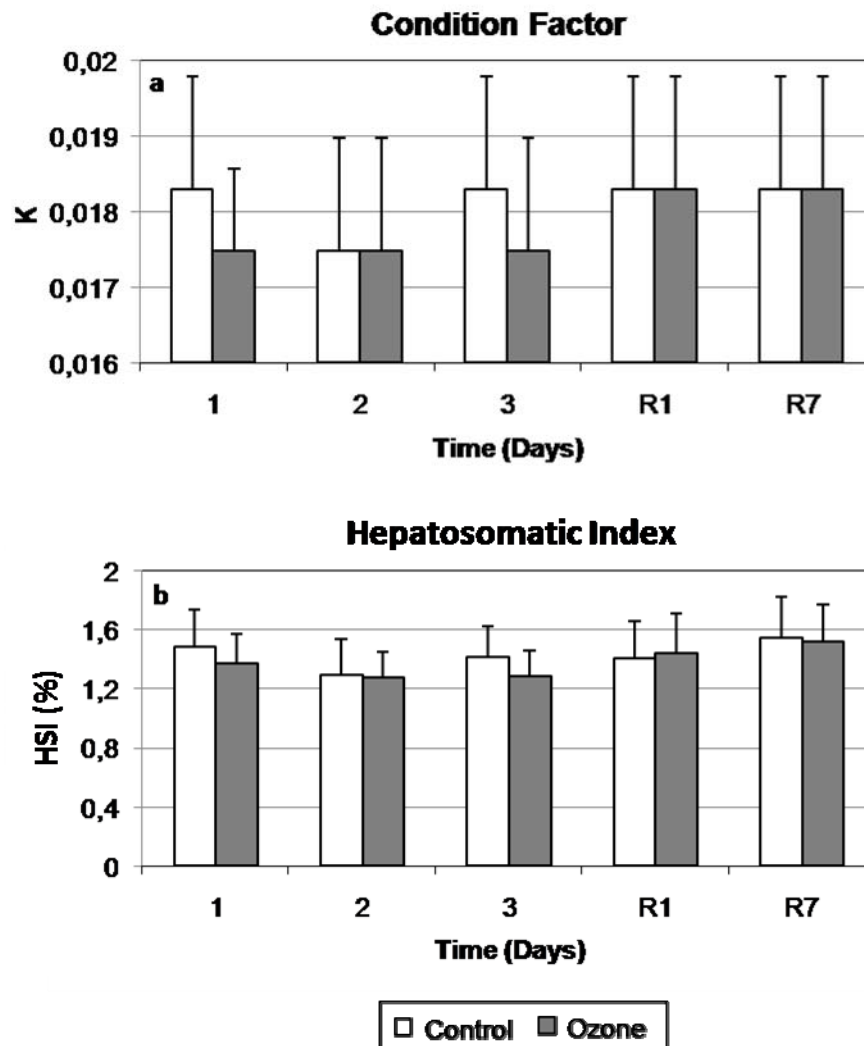 Condition Factor
0,02
a
0,019
0,018
K
0,017
0,016
1 2 3 R1 R7
Time (Days)
Hepatosomatic Index
2
b
1,6
1,2
HSI (%)
0,8
0,4
0
1 2 3 R1 R7
Time (Days)
Control Ozone